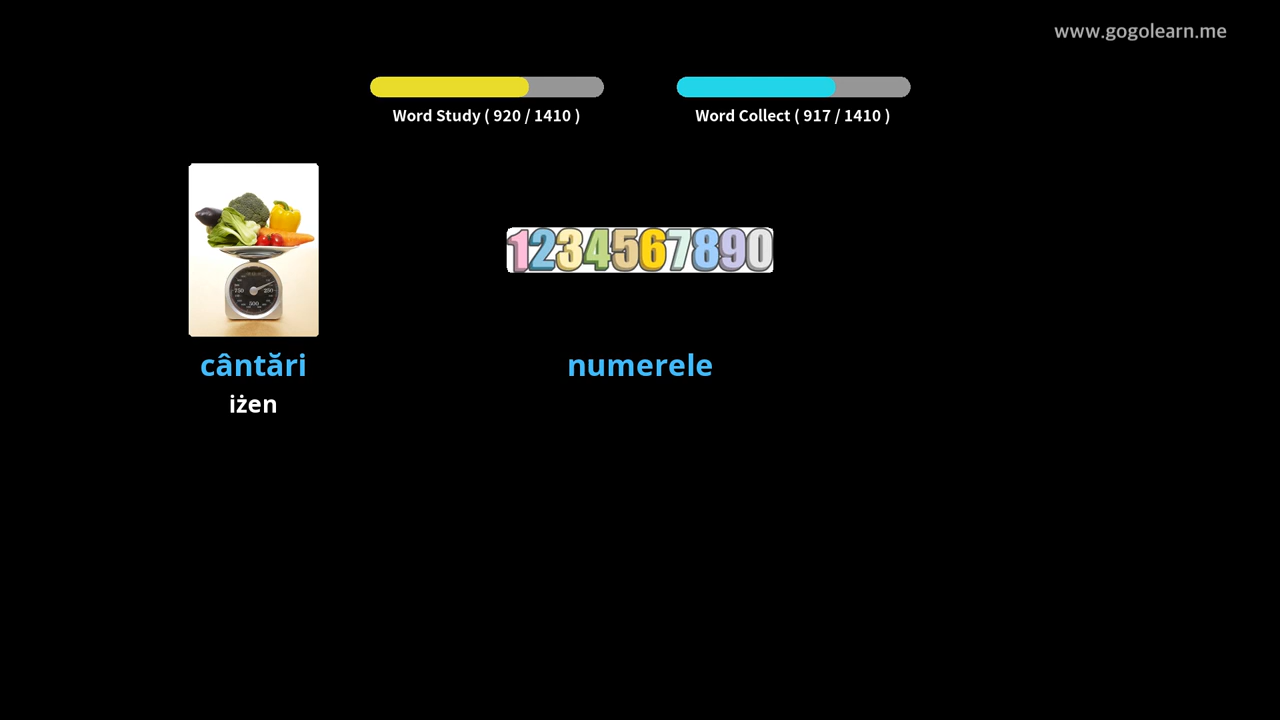 www.gogolearn.me
Word Study ( 920 / 1410 )
Word Collect ( 917 / 1410 )
1234567890
cântări
numerele
iżen